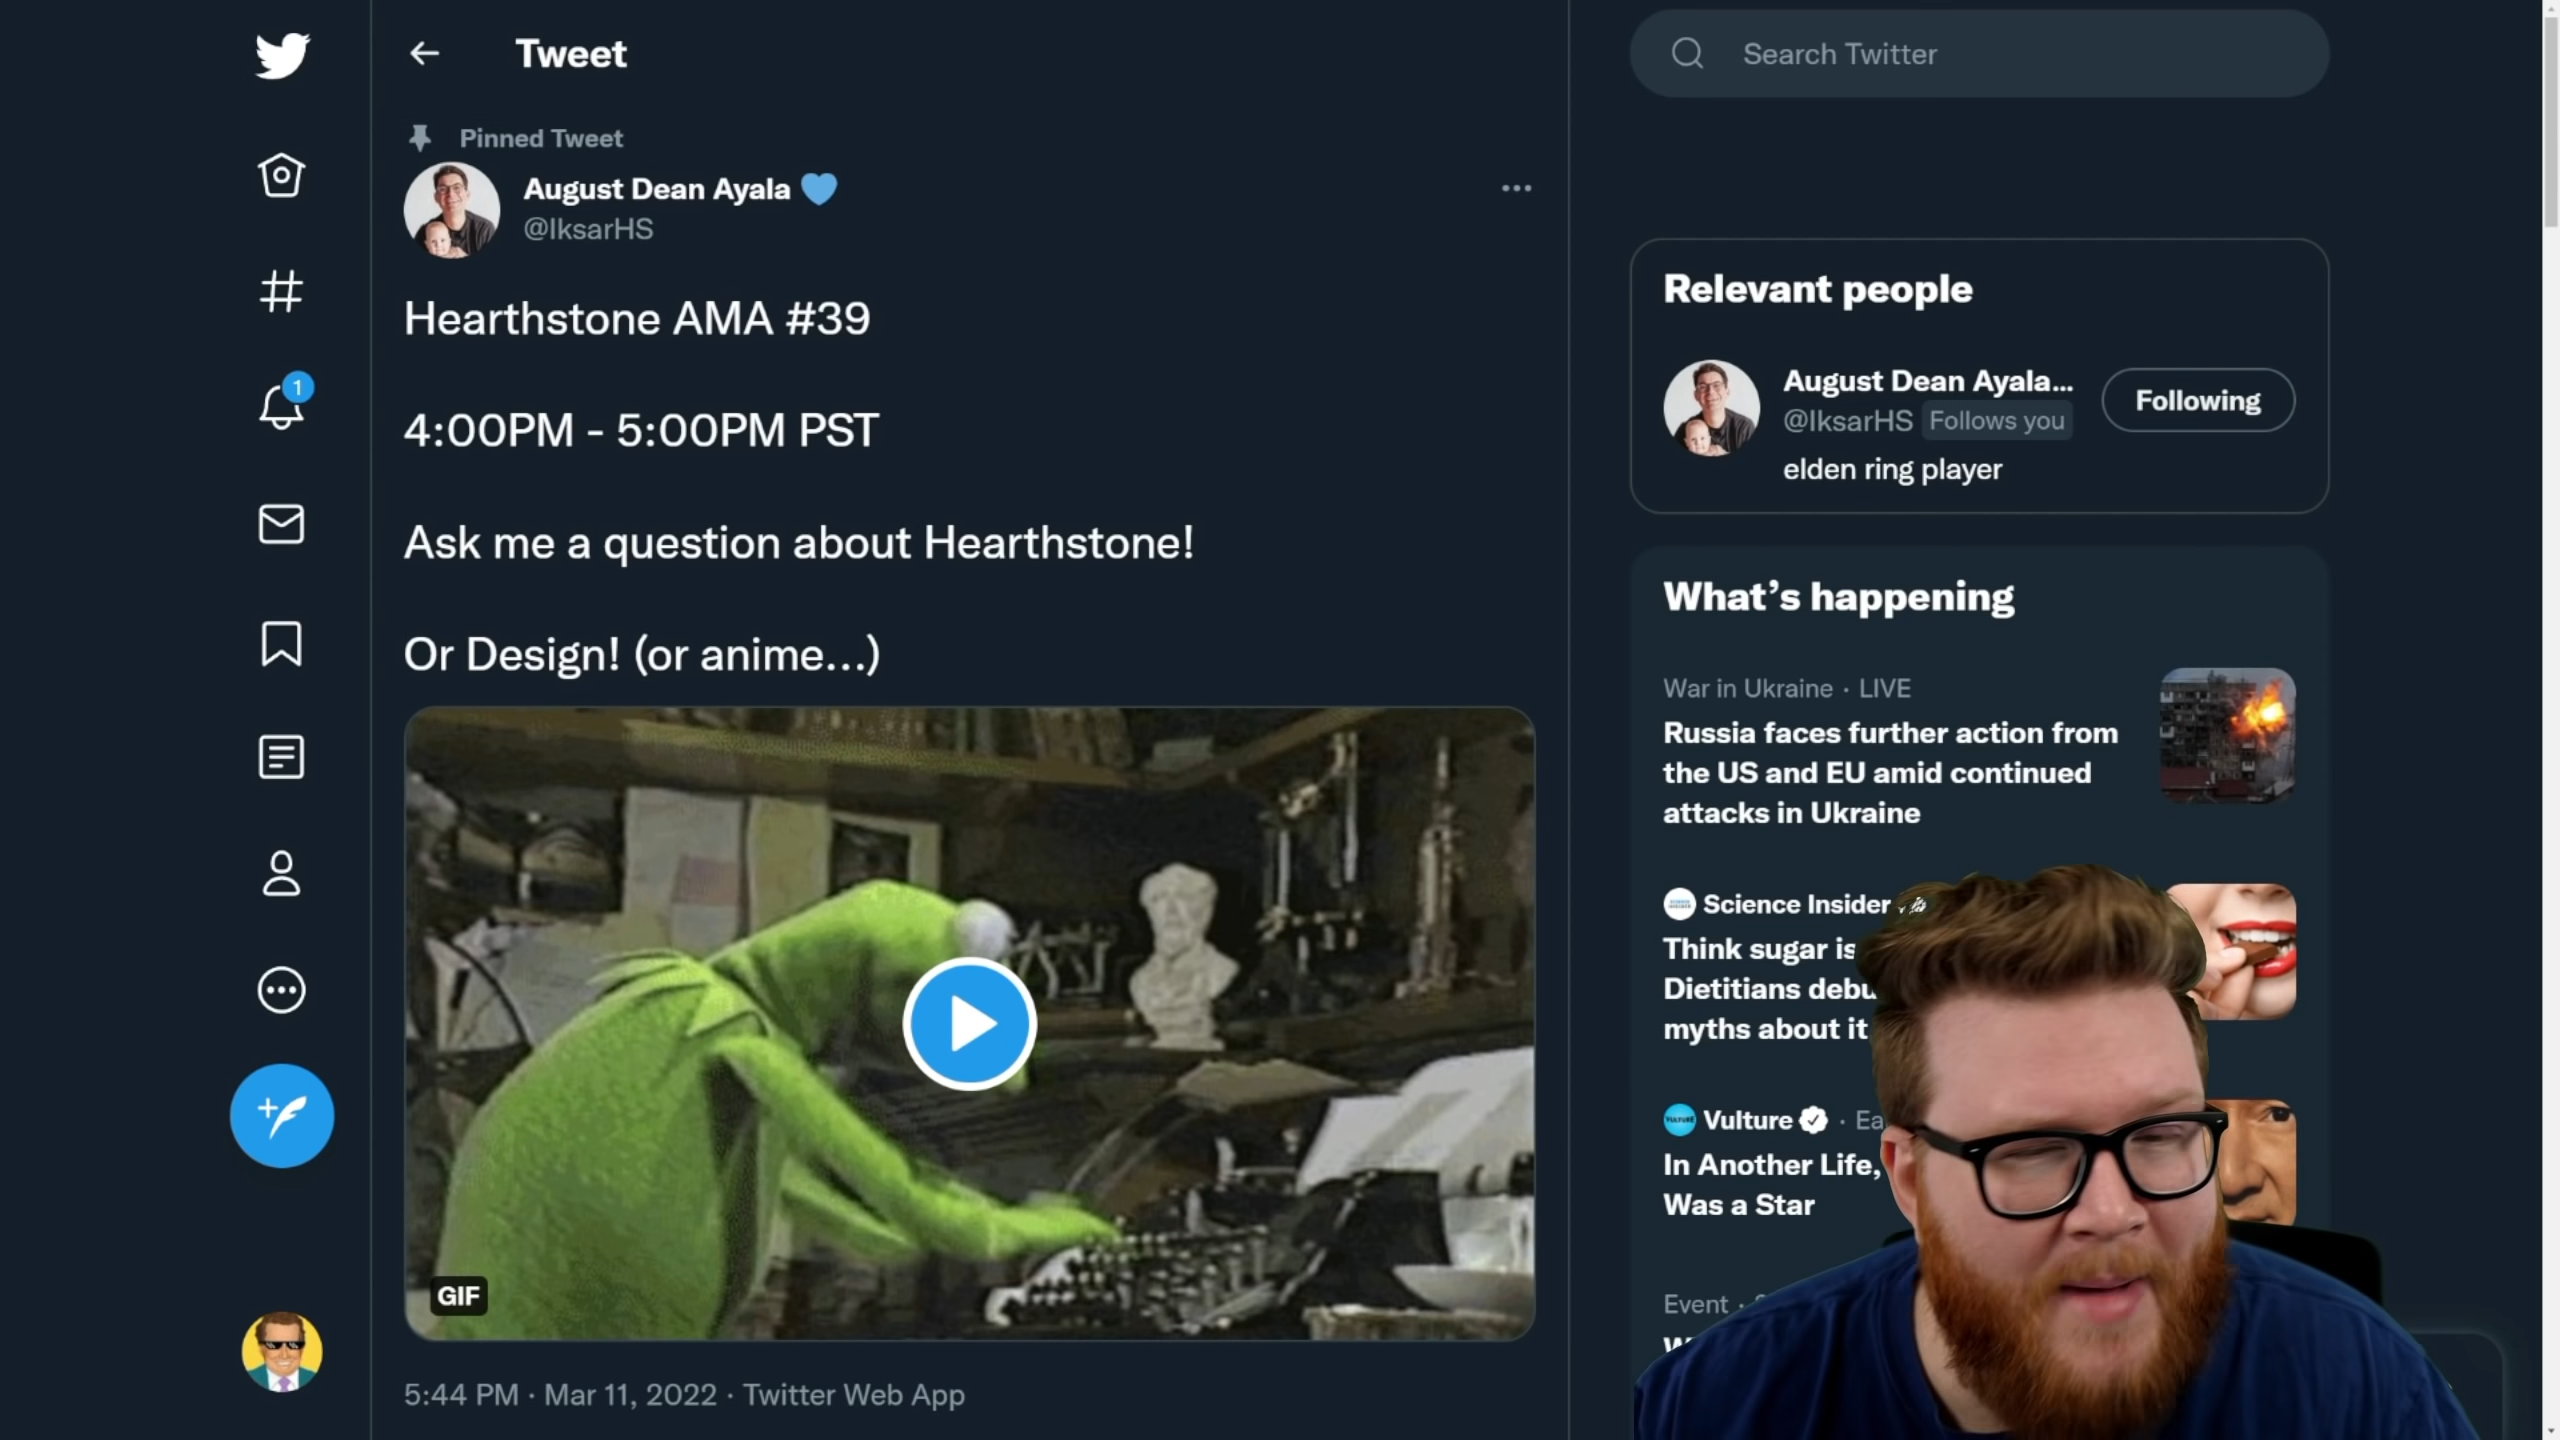 Tweet
Pinned Tweet
August Dean Ayala 💙
@IksarHS
Hearthstone AMA #39
4:00PM - 5:00PM PST
Ask me a question about Hearthstone!
Or Design! (or anime...)
GIF
5:44 PM · Mar 11, 2022 · Twitter Web App
1
Search Twitter
Relevant people
August Dean Ayala...
@IksarHS Follows you
Following
elden ring player
What's happening
War in Ukraine · LIVE
Russia faces further action from
the US and EU amid continued
attacks in Ukraine
Science Insider
Think sugar is
Dietitians
myths about it
VULTURE
Vulture ·
In Another Life,
Was a Star
Event ·